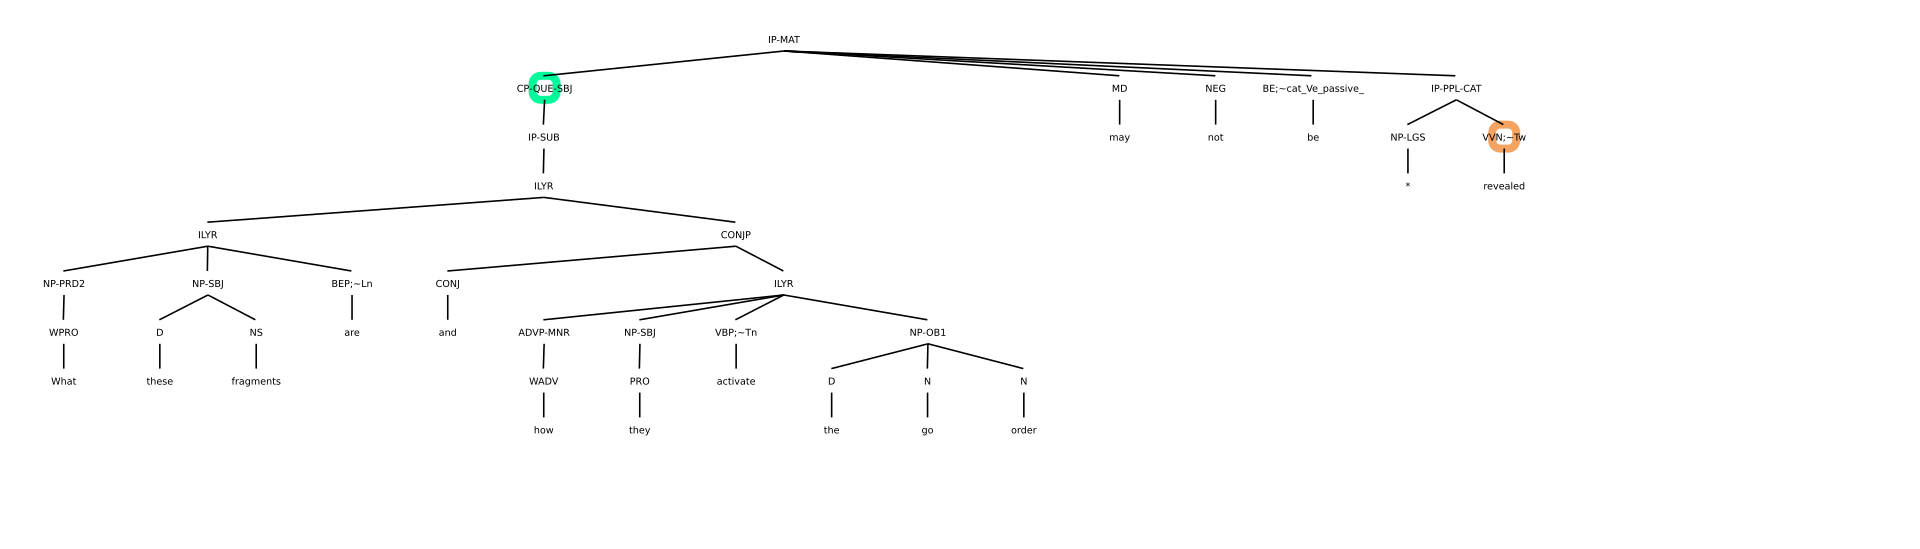 IP-MAT
CP-QUE-SBJ MD NEG BE;~cat_Ve_passive_ IP-PPL-CAT
IP-SUB may not be NP-LGS VVN;~Tw
ILYR * revealed
ILYR CONJP
NP-PRD2 NP-SBJ BEP;~Ln CONJ ILYR
WPRO D NS are and ADVP-MNR NP-SBJ VBP;~Tn NP-OB1
What these fragments WADV PRO activate D N N
how they the go order